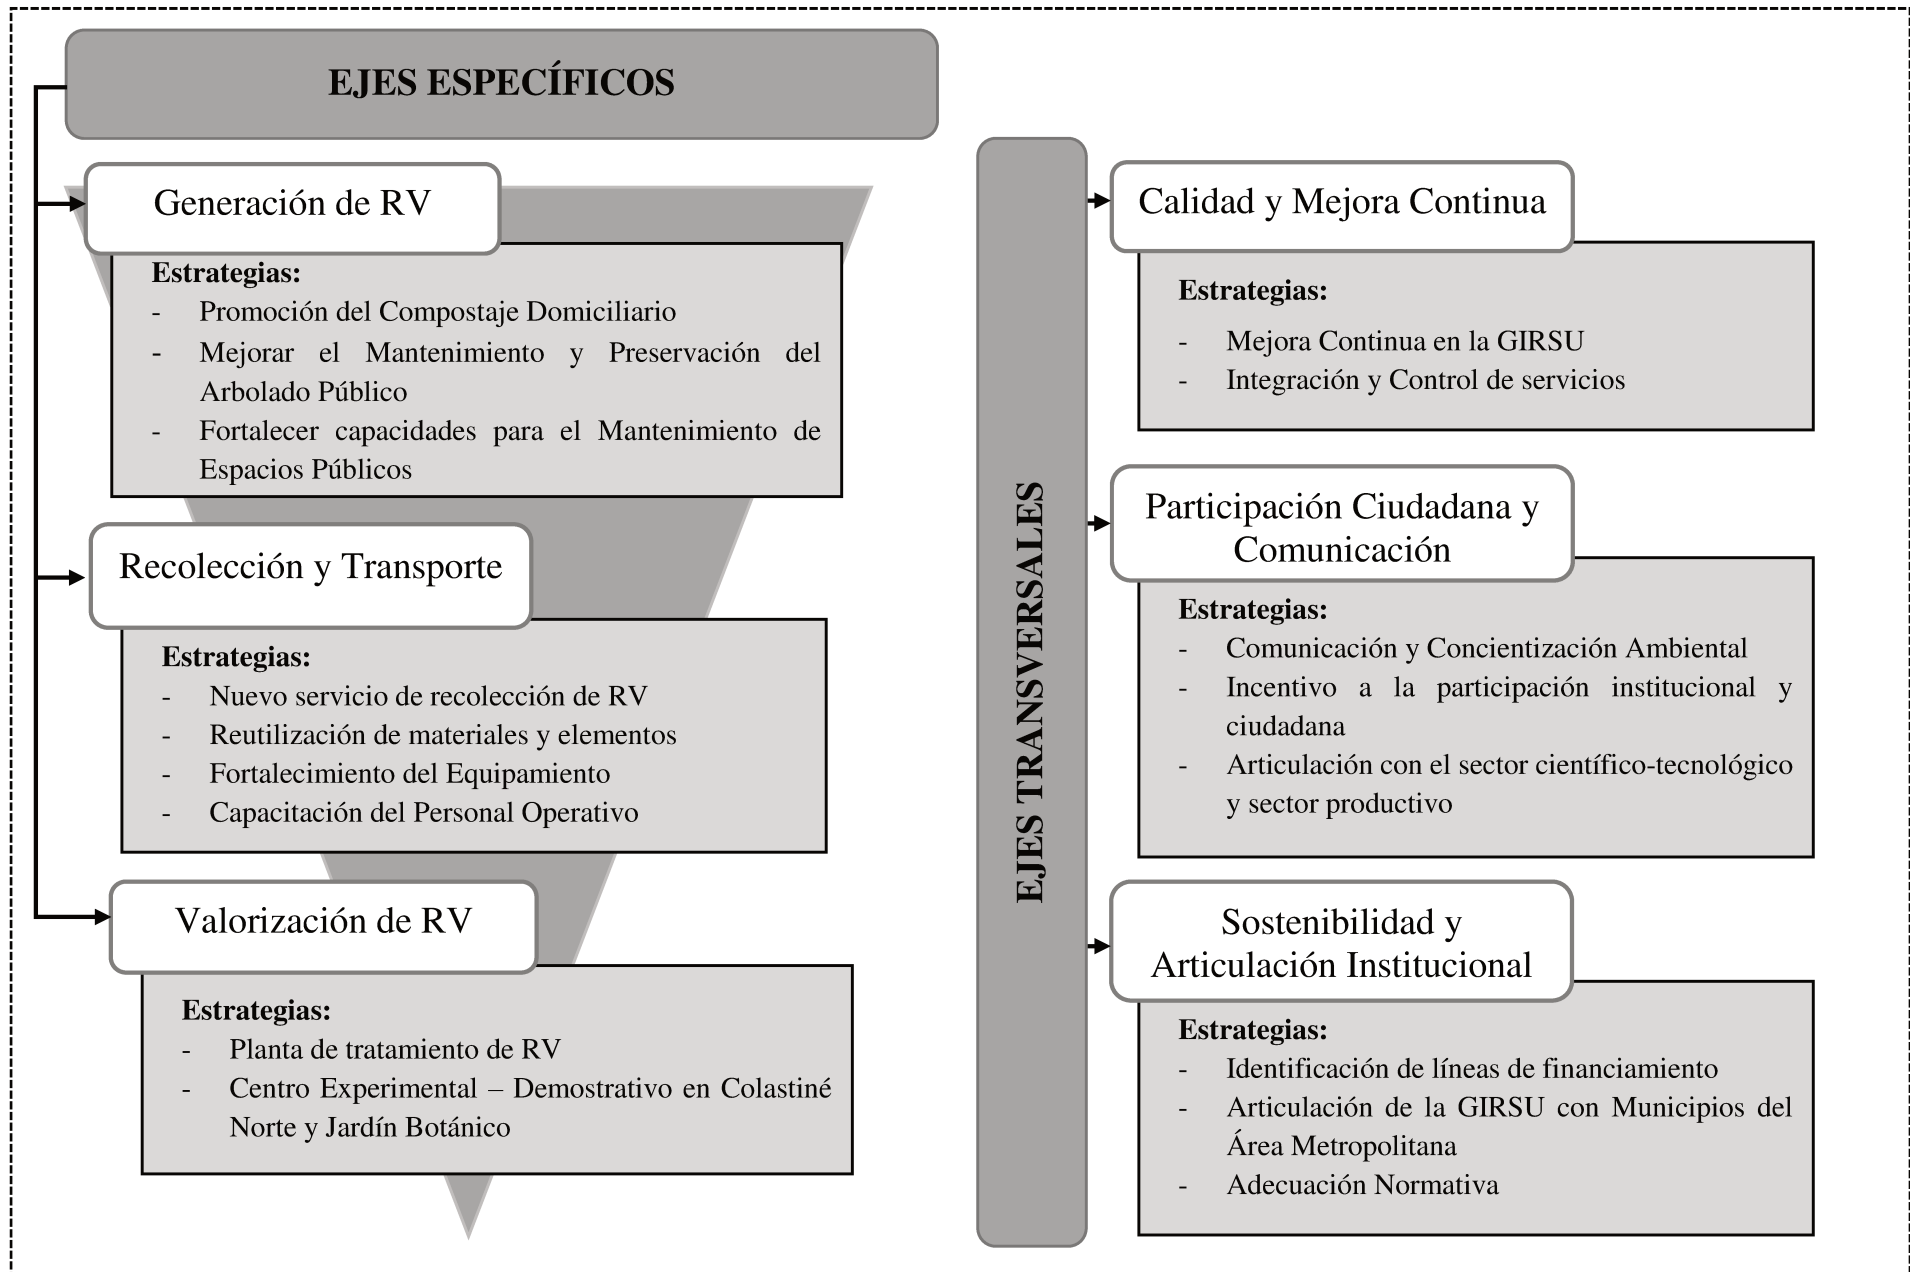 EJES ESPECÍFICOS
Generación de RV
Estrategias:
- Promoción del Compostaje Domiciliario
- Mejorar el Mantenimiento y Preservación del
Arbolado Público
- Fortalecer capacidades para el Mantenimiento de
Espacios Públicos
Recolección y Transporte
Estrategias:
- Nuevo servicio de recolección de RV
- Reutilización de materiales y elementos
- Fortalecimiento del Equipamiento
- Capacitación del Personal Operativo
Valorización de RV
Estrategias:
- Planta de tratamiento de RV
- Centro Experimental – Demostrativo en Colastiné
Norte y Jardín Botánico
EJES TRANSVERSALES
Calidad y Mejora Continua
Estrategias:
- Mejora Continua en la GIRSU
- Integración y Control de servicios
Participación Ciudadana y
Comunicación
Estrategias:
- Comunicación y Concientización Ambiental
- Incentivo a la participación institucional y
ciudadana
- Articulación con el sector científico-tecnológico
y sector productivo
Sostenibilidad y
Articulación Institucional
Estrategias:
- Identificación de líneas de financiamiento
- Articulación de la GIRSU con Municipios del
Área Metropolitana
- Adecuación Normativa